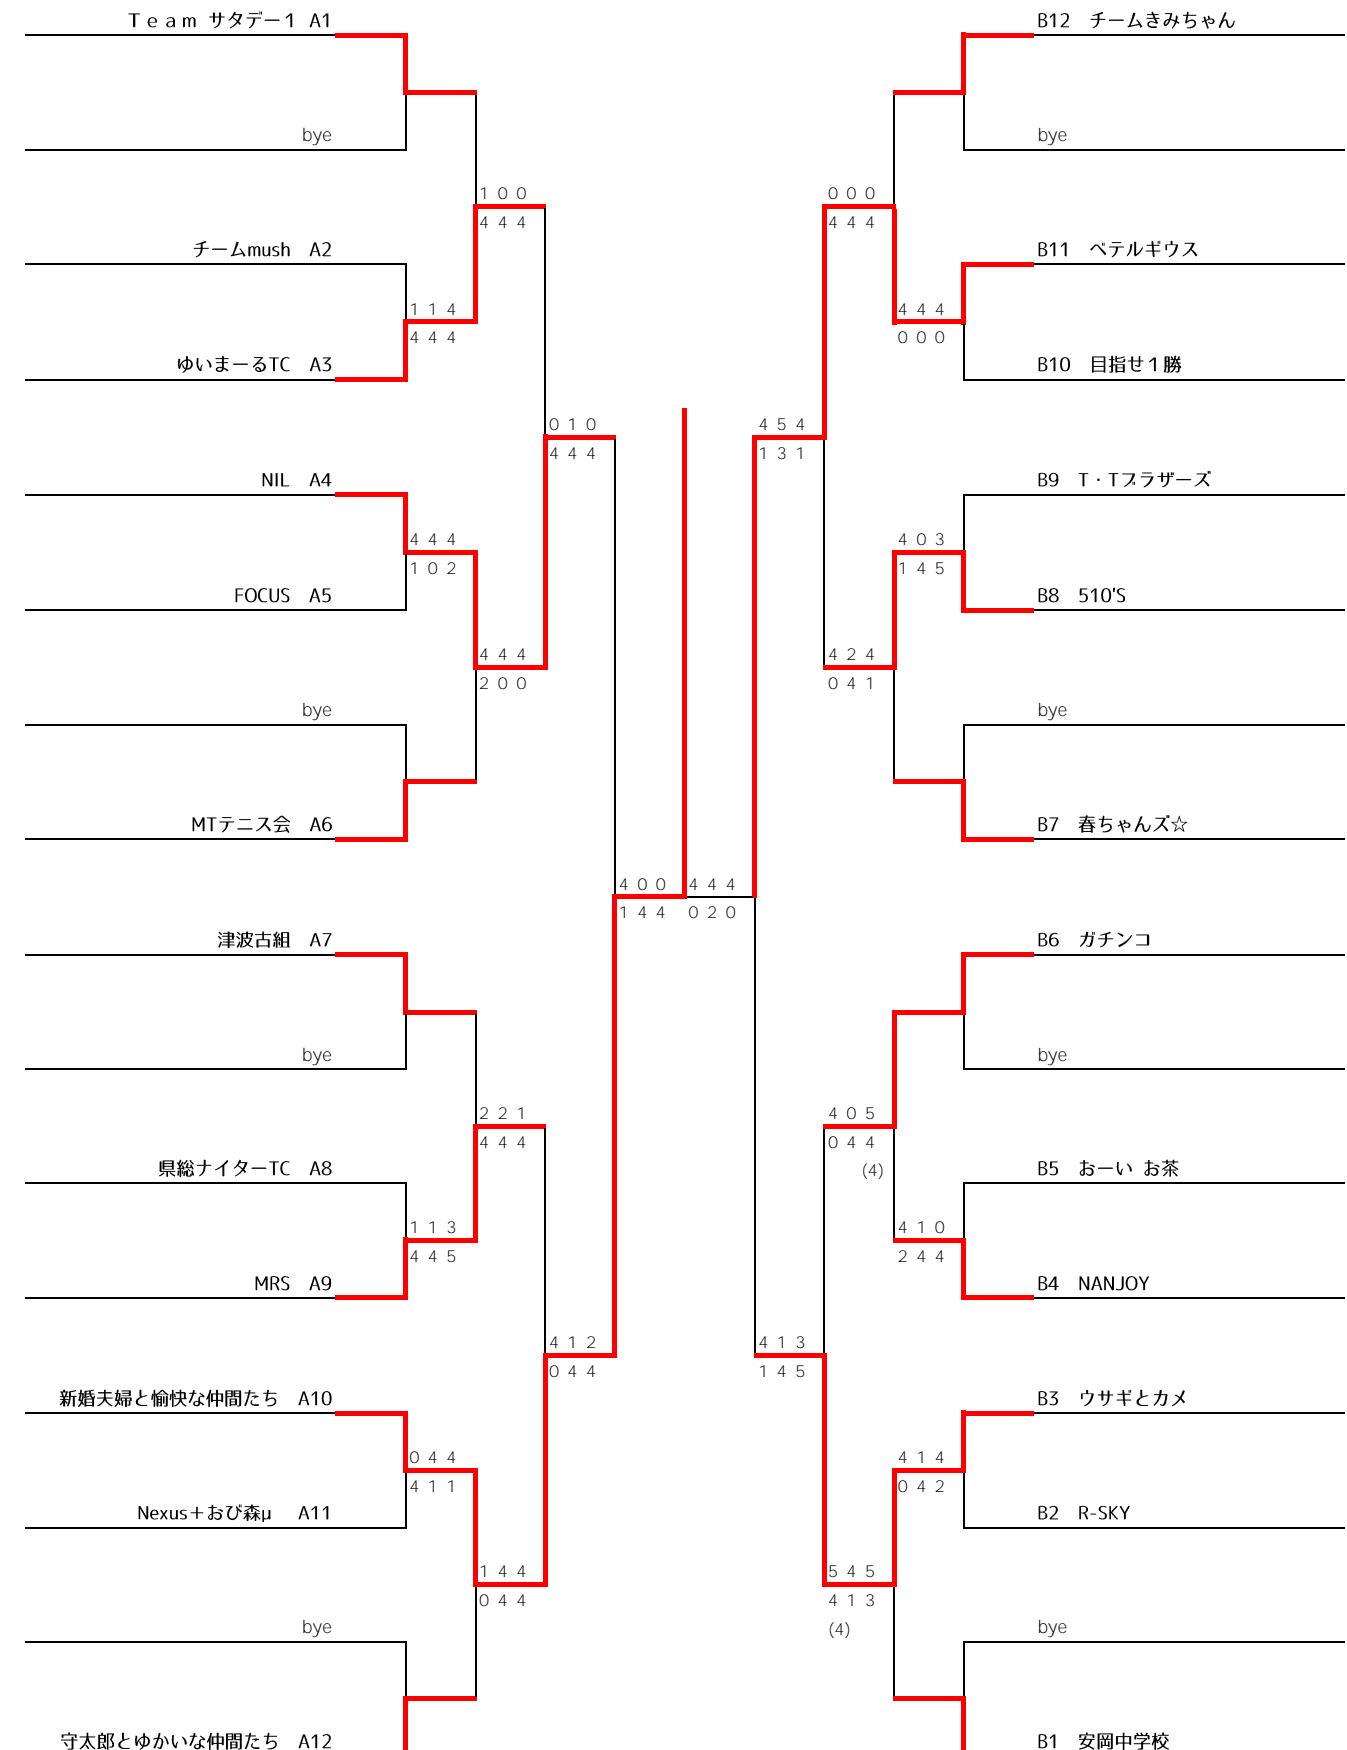 Ｔｅａｍ サタデー１ A1
B12 チームきみちゃん
bye
bye
1 0 0
4 4 4
0 0 0
4 4 4
チームmush A2
B11 ベテルギウス
1 1 4
4 4 4
4 4 4
0 0 0
ゆいまーるTC A3
B10 目指せ１勝
0 1 0
4 4 4
4 5 4
1 3 1
NIL A4
B9 T・Tブラザーズ
4 4 4
1 0 2
4 0 3
1 4 5
FOCUS A5
B8 510'S
4 4 4
2 0 0
4 2 4
0 4 1
bye
bye
MTテニス会 A6
B7 春ちゃんズ☆
4 0 0
1 4 4
4 4 4
0 2 0
津波古組 A7
B6 ガチンコ
bye
bye
2 2 1
4 4 4
4 0 5
0 4 4
(4)
県総ナイターTC A8
B5 おーい お茶
1 1 3
4 4 5
4 1 0
2 4 4
MRS A9
B4 NANJOY
4 1 2
0 4 4
4 1 3
1 4 5
新婚夫婦と愉快な仲間たち A10
B3 ウサギとカメ
0 4 4
4 1 1
4 1 4
0 4 2
Nexus＋おび森μ A11
B2 R-SKY
1 4 4
0 4 4
5 4 5
4 1 3
(4)
bye
bye
守太郎とゆかいな仲間たち A12
B1 安岡中学校